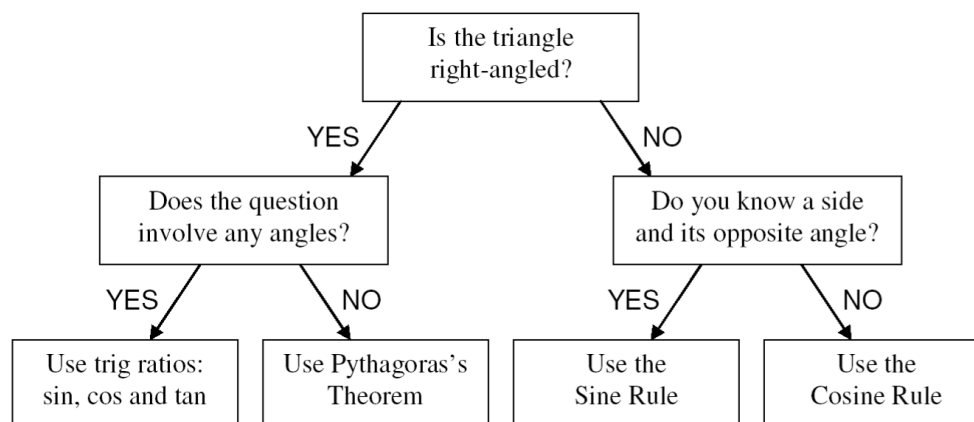 Is the triangle
right-angled?
YES
NO
Does the question
involve any angles?
Do you know a side
and its opposite angle?
YES
NO
YES
NO
Use trig ratios:
sin, cos and tan
Use Pythagoras's
Theorem
Use the
Sine Rule
Use the
Cosine Rule